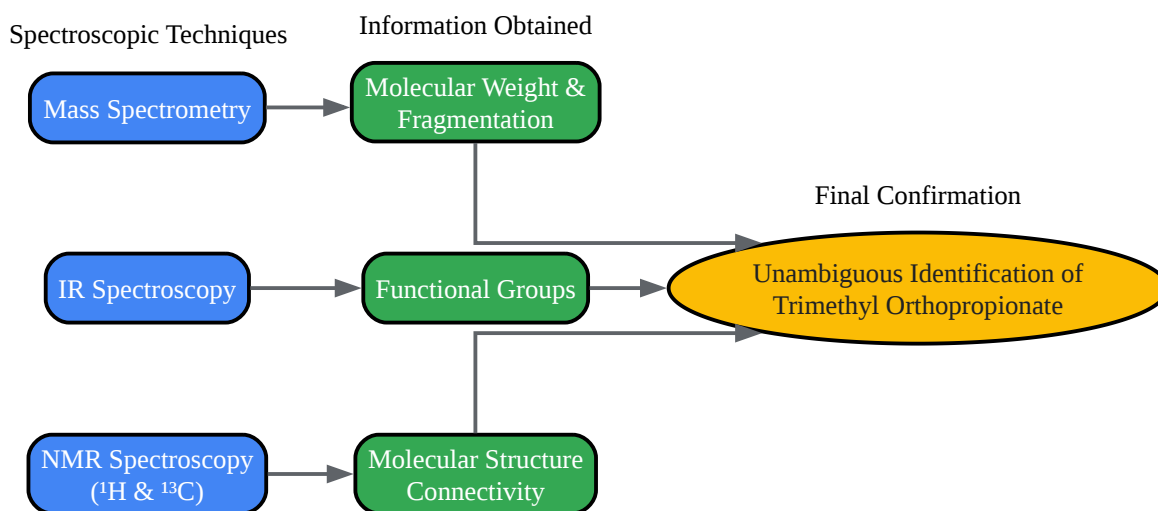 Spectroscopic Techniques
Information Obtained
Mass Spectrometry
Molecular Weight &
Fragmentation
Final Confirmation
IR Spectroscopy
Functional Groups
Unambiguous Identification of
Trimethyl Orthopropionate
NMR Spectroscopy
(¹H & ¹³C)
Molecular Structure
Connectivity